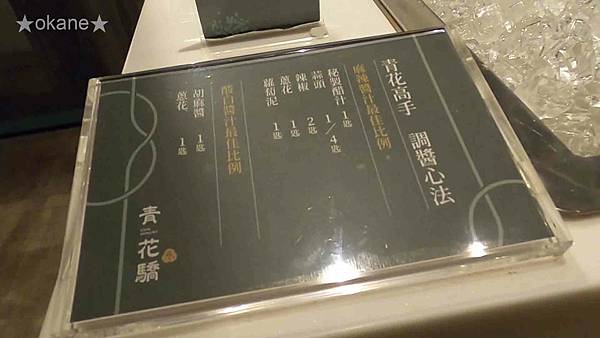 ★okane★
青花高手 調醬心法
麻辣醬汁最佳比例
秘製醋汁 1匙
蒜頭 1/4匙
辣椒 2匙
蔥花 1匙
蘿蔔泥 1匙
酸白醬汁最佳比例
胡麻醬 1匙
蔥花 1匙
青花驕